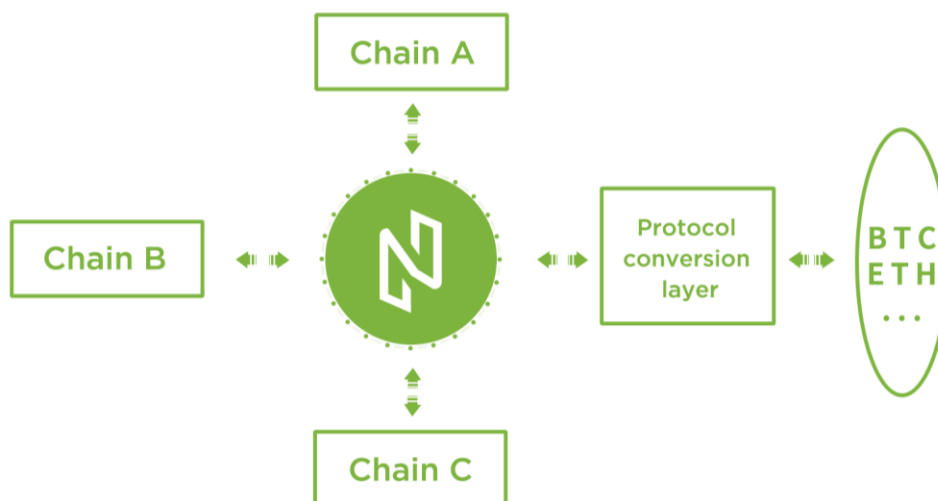 Chain A
Chain B
Protocol
conversion
layer
BTC
ETH
...
Chain C